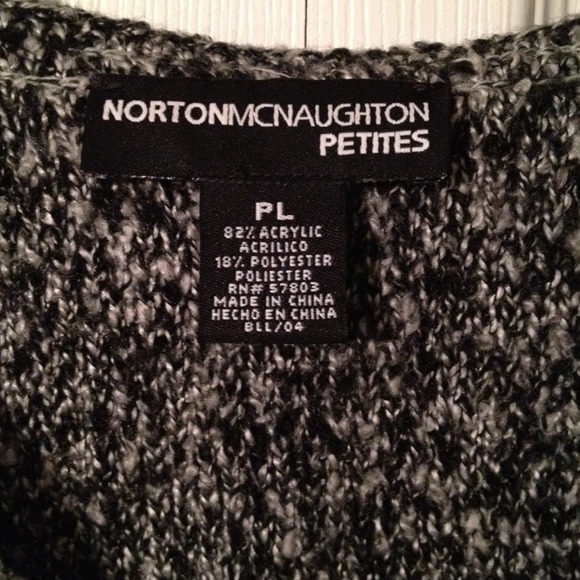 NORTONMCNAUGHTON
PETITES
PL
82% ACRYLIC
ACRILICO
18% POLYESTER
POLIESTER
RN# 57803
MADE IN CHINA
HECHO EN CHINA
BLL/04